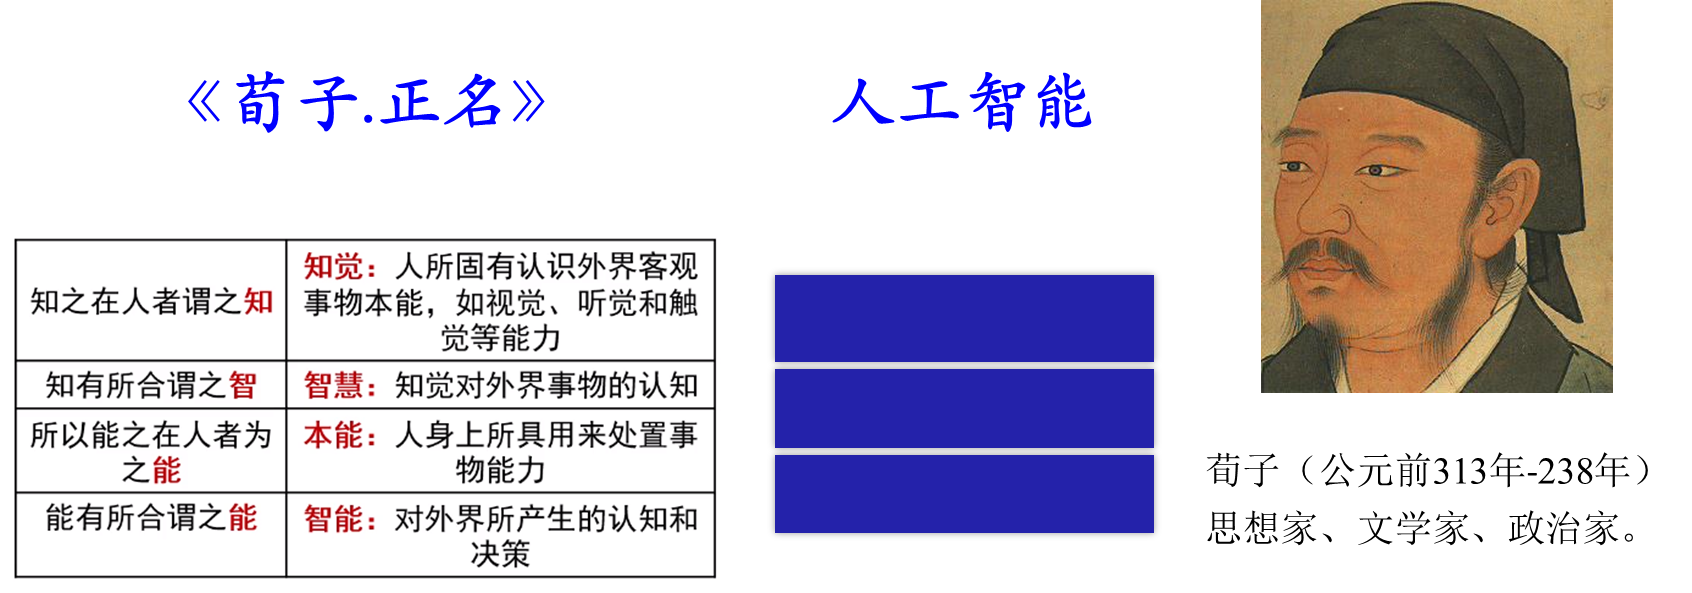 《荀子.正名》
人工智能
知之在人者谓之知
知觉：人所固有认识外界客观
事物本能，如视觉、听觉和触
觉等能力
知有所合谓之智
智慧：知觉对外界事物的认知
所以能之在人者为
之能
本能：人身上所具用来处置事
物能力
能有所合谓之能
智能：对外界所产生的认知和
决策
荀子（公元前313年-238年）
思想家、文学家、政治家。